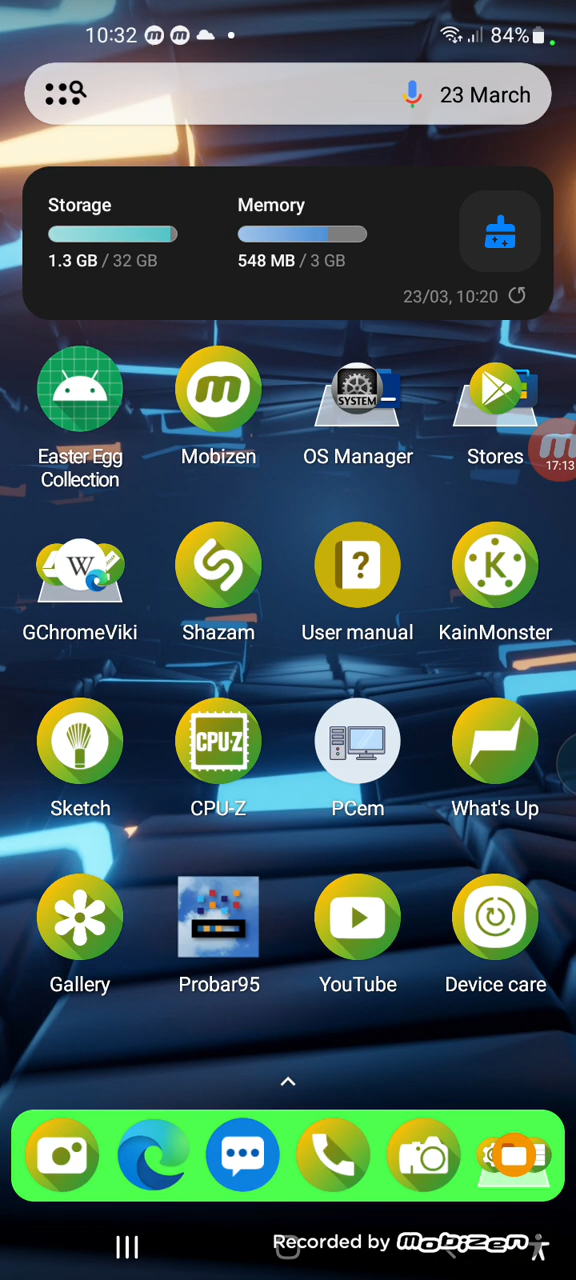 10:32
84%
23 March
Storage
Memory
1.3 GB / 32 GB
548 MB / 3 GB
23/03, 10:20
SYSTEM
Easter Egg
Collection
Mobizen
OS Manager
Stores
17:13
W
?
K
GChromeViki
Shazam
User manual
KainMonster
CPU-Z
Sketch
CPU-Z
PCem
What's Up
Gallery
Probar95
YouTube
Device care
Recorded by Mobizen